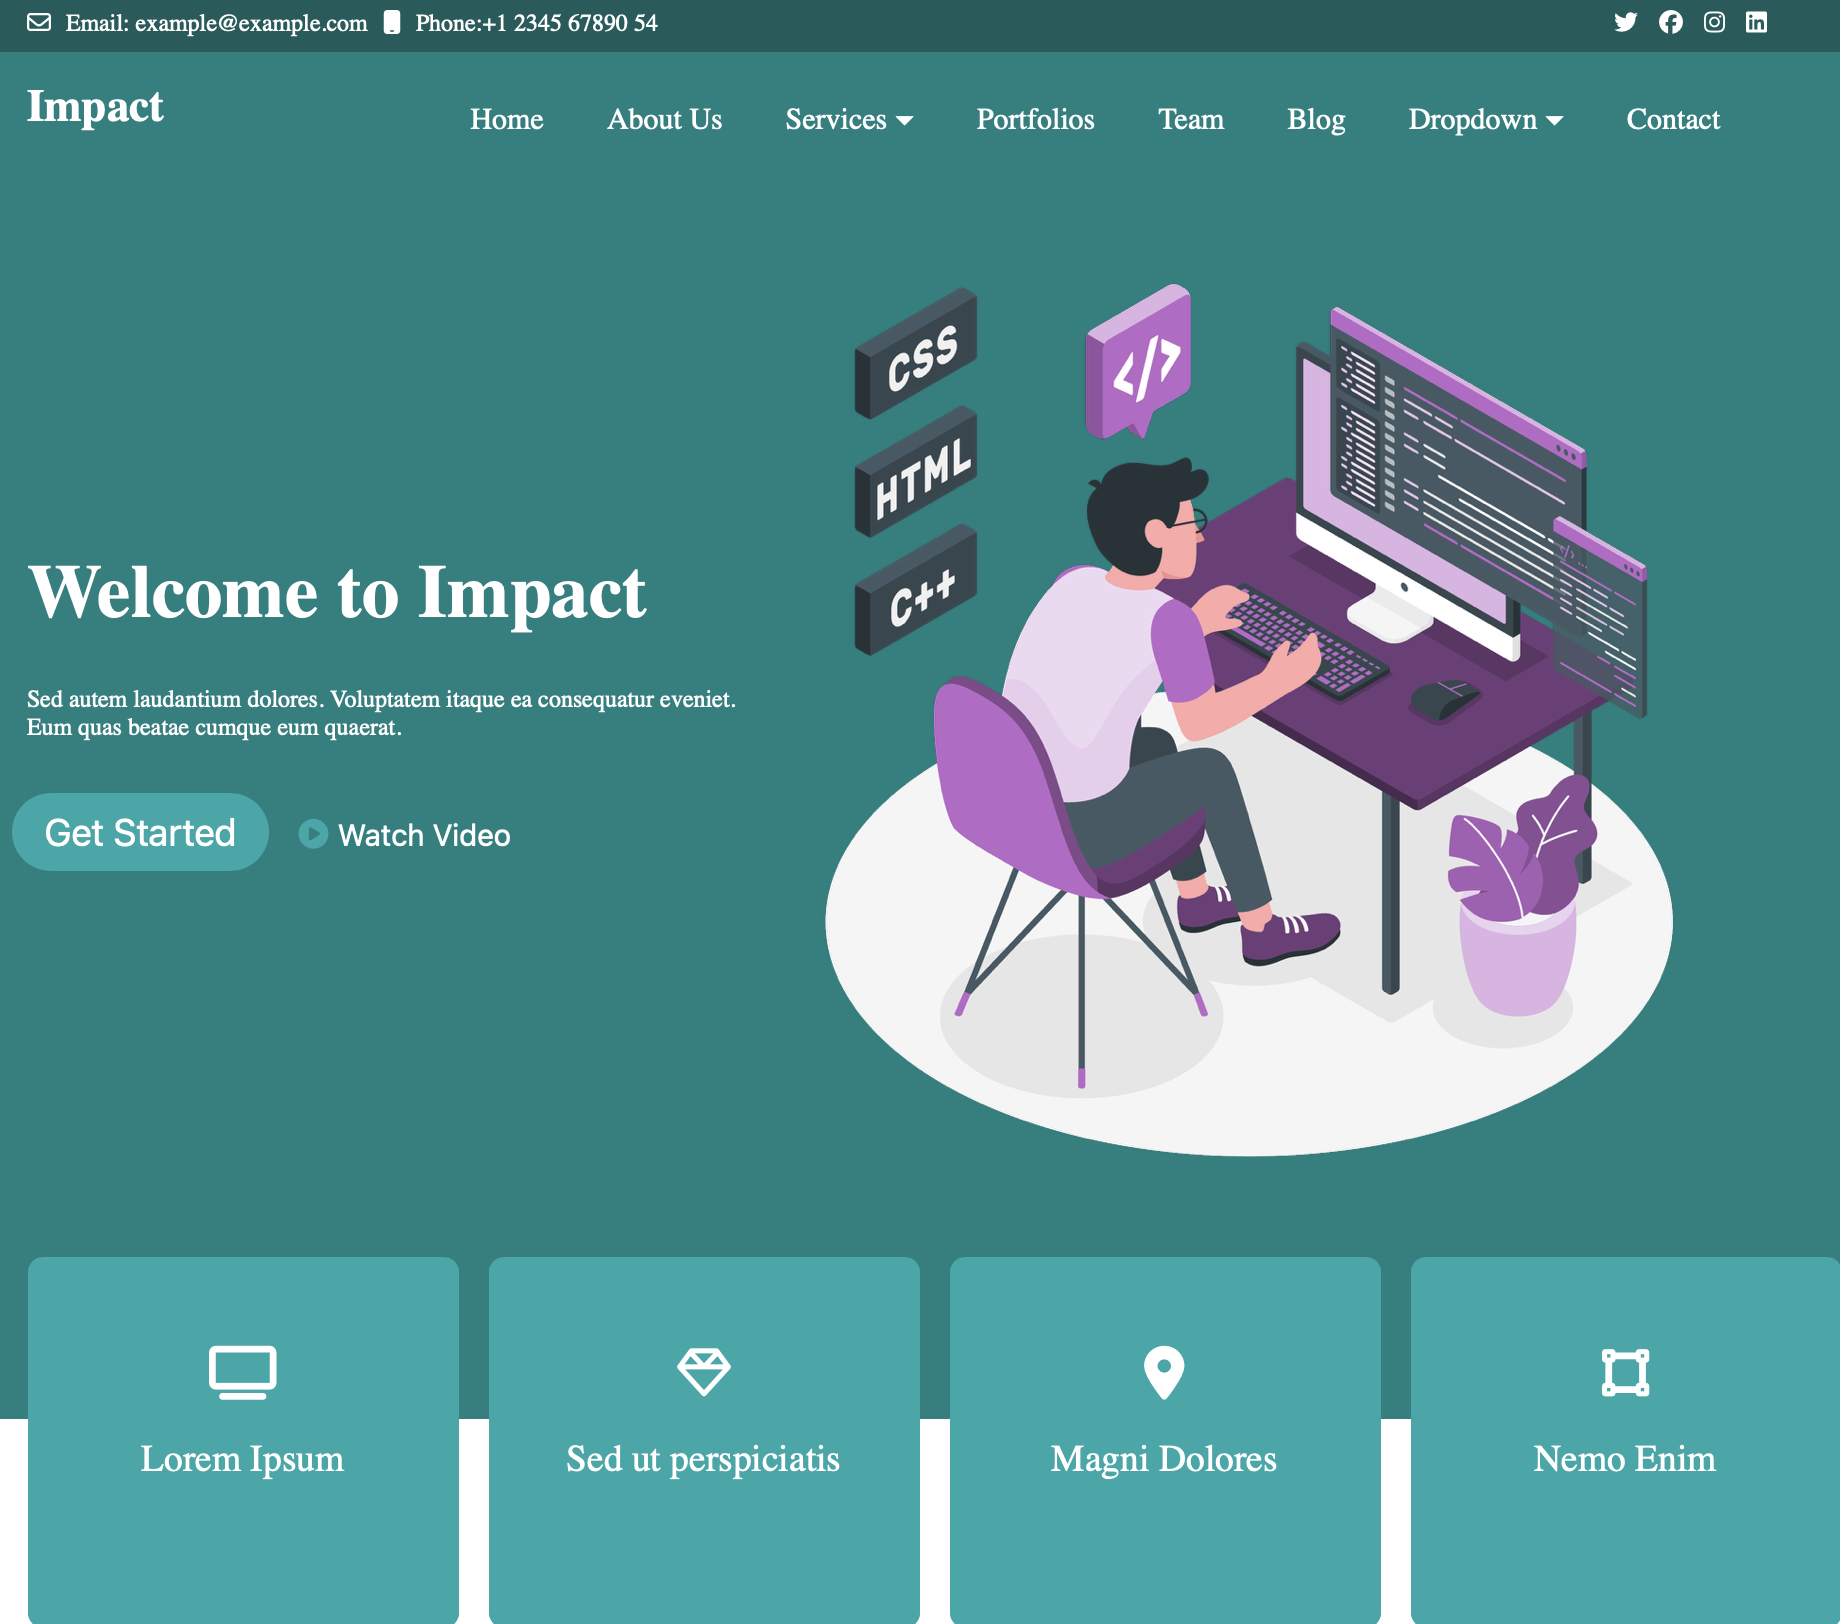 Email: example@example.com Phone:+1 2345 67890 54
Impact
Home About Us Services Portfolios Team Blog Dropdown Contact
CSS
</>
HTML
C++
Welcome to Impact
Sed autem laudantium dolores. Voluptatem itaque ea consequatur eveniet.
Eum quas beatae cumque eum quaerat.
Get Started Watch Video
Lorem Ipsum
Sed ut perspiciatis
Magni Dolores
Nemo Enim